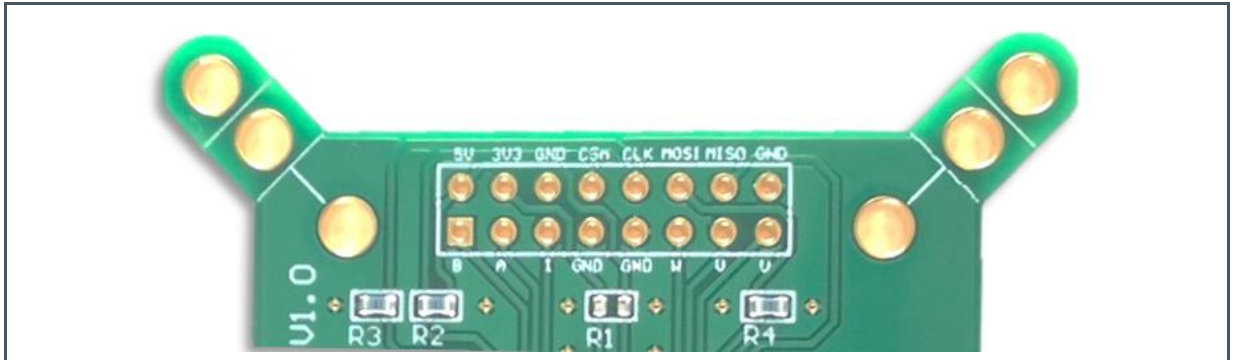 5V 3V3 GND CSn CLK MOSI MISO GND
B A I GND GND W V U
V1.0
R3 R2 R1 R4